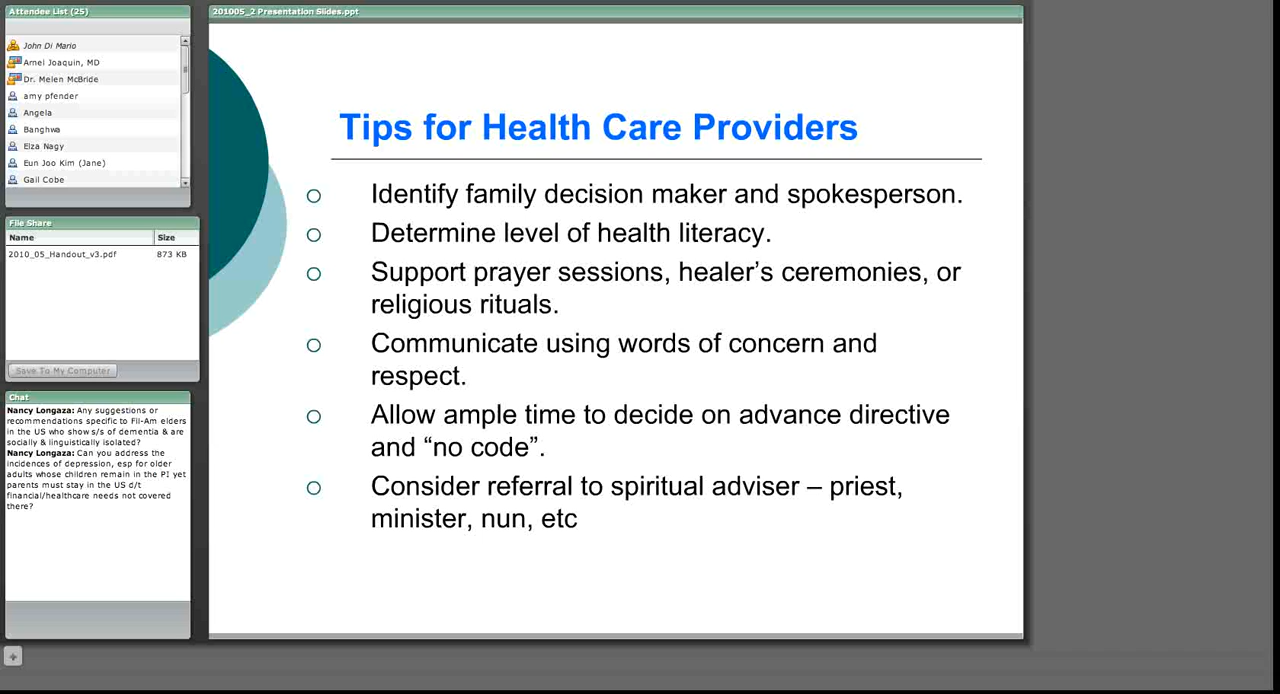 Attendee List (25)
John Di Mario
Arnel Joaquin, MD
Dr. Melen McBride
amy pfender
Angela
Banghwa
Elza Nagy
Eun Joo Kim (Jane)
Gail Cobe
File Share
Name Size
2010_05_Handout_v3.pdf 873 KB
Save To My Computer
Chat
Nancy Longaza: Any suggestions or
recommendations specific to Fil-Am elders
in the US who show s/s of dementia & are
socially & linguistically isolated?
Nancy Longaza: Can you address the
incidences of depression, esp for older
adults whose children remain in the PI yet
parents must stay in the US d/t
financial/healthcare needs not covered
there?
201005_2 Presentation Slides.ppt
Tips for Health Care Providers
Identify family decision maker and spokesperson.
Determine level of health literacy.
Support prayer sessions, healer’s ceremonies, or
religious rituals.
Communicate using words of concern and
respect.
Allow ample time to decide on advance directive
and “no code”.
Consider referral to spiritual adviser – priest,
minister, nun, etc